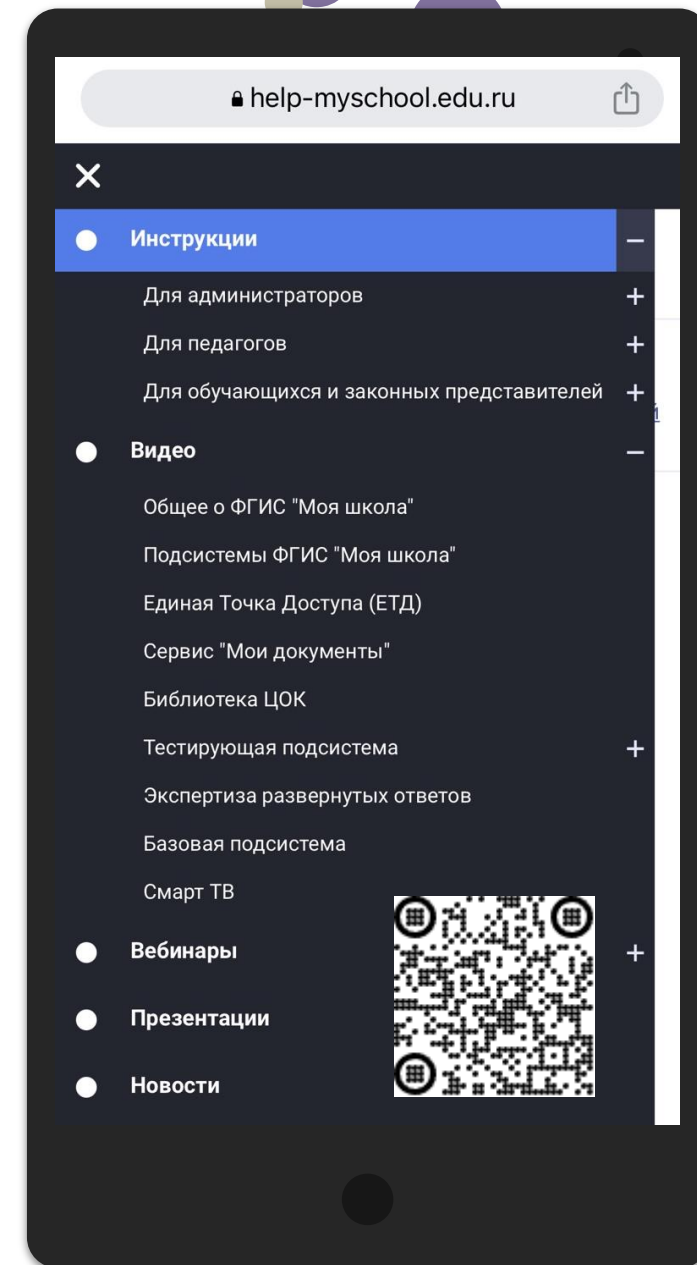 help-myschool.edu.ru
Инструкции
Для администраторов
Для педагогов
Для обучающихся и законных представителей
Видео
Общее о ФГИС "Моя школа"
Подсистемы ФГИС "Моя школа"
Единая Точка Доступа (ЕТД)
Сервис "Мои документы"
Библиотека ЦОК
Тестирующая подсистема
Экспертиза развернутых ответов
Базовая подсистема
Смарт ТВ
Вебинары
Презентации
Новости